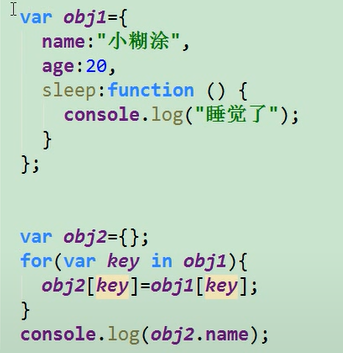 var obj1={
  name:"小糊涂",
  age:20,
  sleep:function () {
    console.log("睡觉了");
  }
};
var obj2={};
for(var key in obj1){
  obj2[key]=obj1[key];
}
console.log(obj2.name);